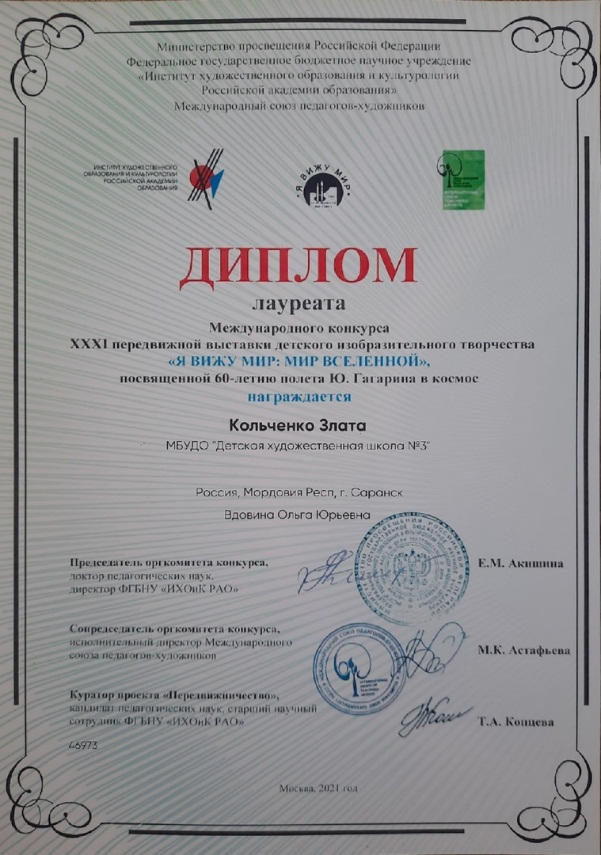 Министерство просвещения Российской Федерации
Федеральное государственное бюджетное научное учреждение
«Институт художественного образования и культурологии
Российской академии образования»
Международный союз педагогов-художников
ИНСТИТУТ ХУДОЖЕСТВЕННОГО
ОБРАЗОВАНИЯ И КУЛЬТУРОЛОГИИ
РОССИЙСКОЙ АКАДЕМИИ
ОБРАЗОВАНИЯ
Я ВИЖУ МИР
ДИПЛОМ
лауреата
Международного конкурса
XXXI передвижной выставки детского изобразительного творчества
«Я ВИЖУ МИР: МИР ВСЕЛЕННОЙ»,
посвященной 60-летию полета Ю. Гагарина в космос
награждается
Кольченко Злата
МБУДО "Детская художественная школа №3"
Россия, Мордовия Респ, г. Саранск
Вдовина Ольга Юрьевна
Председатель оргкомитета конкурса,
доктор педагогических наук,
директор ФГБНУ «ИХОиК РАО»
Е.М. Акишина
Сопредседатель оргкомитета конкурса,
исполнительный директор Международного
союза педагогов-художников
М.К. Астафьева
Куратор проекта «Передвижничество»,
кандидат педагогических наук, старший научный
сотрудник ФГБНУ «ИХОиК РАО»
Т.А. Копцева
46973
Москва, 2021 год